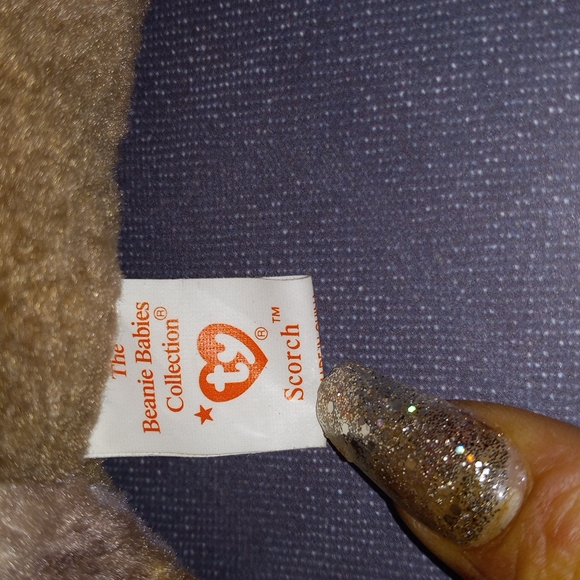 The
Beanie Babies
Collection®
ty®
Scorch™